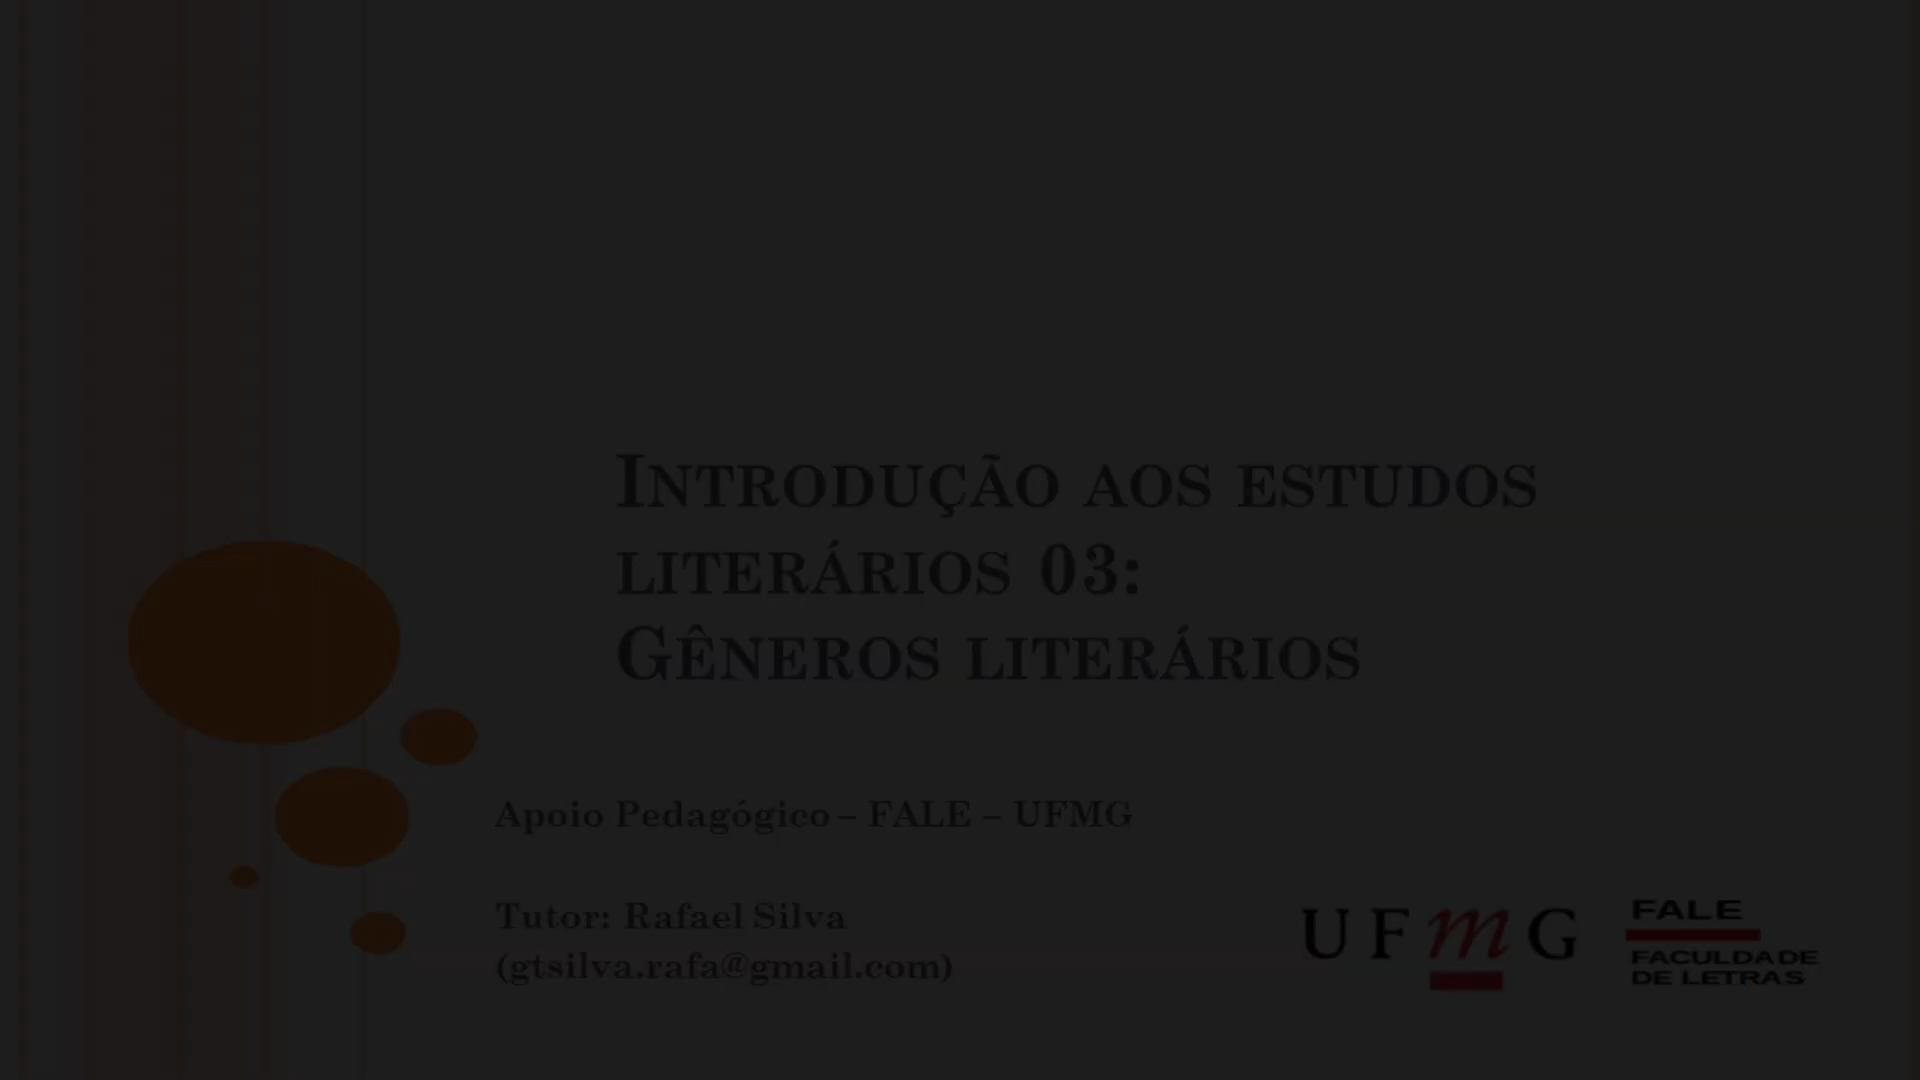 INTRODUÇÃO AOS ESTUDOS
LITERÁRIOS 03:
GÊNEROS LITERÁRIOS
Apoio Pedagógico – FALE – UFMG
Tutor: Rafael Silva
(gtsilva.rafa@gmail.com)
UFmG
FALE
FACULDADE
DE LETRAS